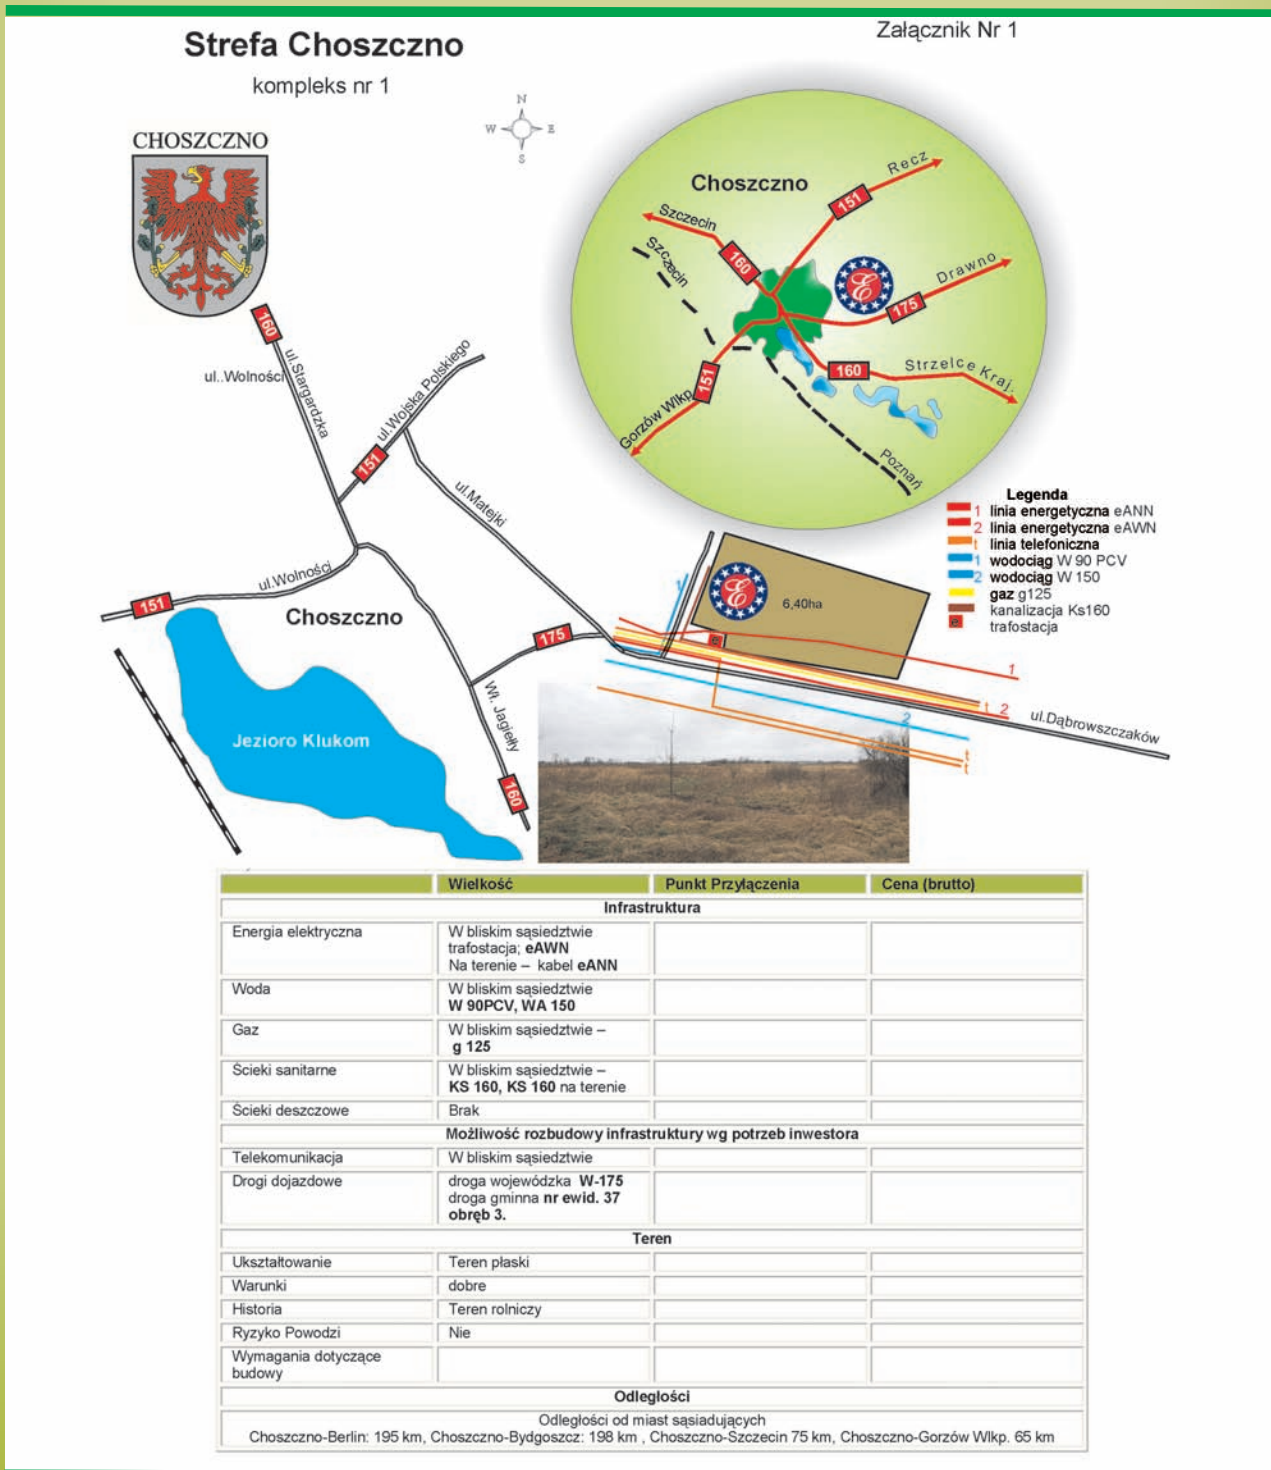 Załącznik Nr 1
Strefa Choszczno
kompleks nr 1
N
W
E
S
CHOSZCZNO
Choszczno
Recz
151
Szczecin
Szczecin
160
Drawno
E
175
160
Strzelce Kraj.
151
Gorzów Wlkp.
Poznań
160
ul..Wolności
ul.Stargardzka
ul.Wojska Polskiego
151
ul.Matejki
ul.Wolności
151
Choszczno
175
Wł. Jagiełły
160
Jezioro Klukom
Legenda
1 linia energetyczna eANN
2 linia energetyczna eAWN
t linia telefoniczna
1 wodociąg W 90 PCV
2 wodociąg W 150
gaz g125
kanalizacja Ks160
e trafostacja
1
E
6,40ha
e
1
t 2
2
t
t
ul.Dąbrowszczaków
Wielkość Punkt Przyłączenia Cena (brutto)
Infrastruktura
Energia elektryczna W bliskim sąsiedztwie
trafostacja; eAWN
Na terenie – kabel eANN
Woda W bliskim sąsiedztwie
W 90PCV, WA 150
Gaz W bliskim sąsiedztwie –
g 125
Ścieki sanitarne W bliskim sąsiedztwie –
KS 160, KS 160 na terenie
Ścieki deszczowe Brak
Możliwość rozbudowy infrastruktury wg potrzeb inwestora
Telekomunikacja W bliskim sąsiedztwie
Drogi dojazdowe droga wojewódzka W-175
droga gminna nr ewid. 37
obręb 3.
Teren
Ukształtowanie Teren płaski
Warunki dobre
Historia Teren rolniczy
Ryzyko Powodzi Nie
Wymagania dotyczące
budowy
Odległości
Odległości od miast sąsiadujących
Choszczno-Berlin: 195 km, Choszczno-Bydgoszcz: 198 km , Choszczno-Szczecin 75 km, Choszczno-Gorzów Wlkp. 65 km